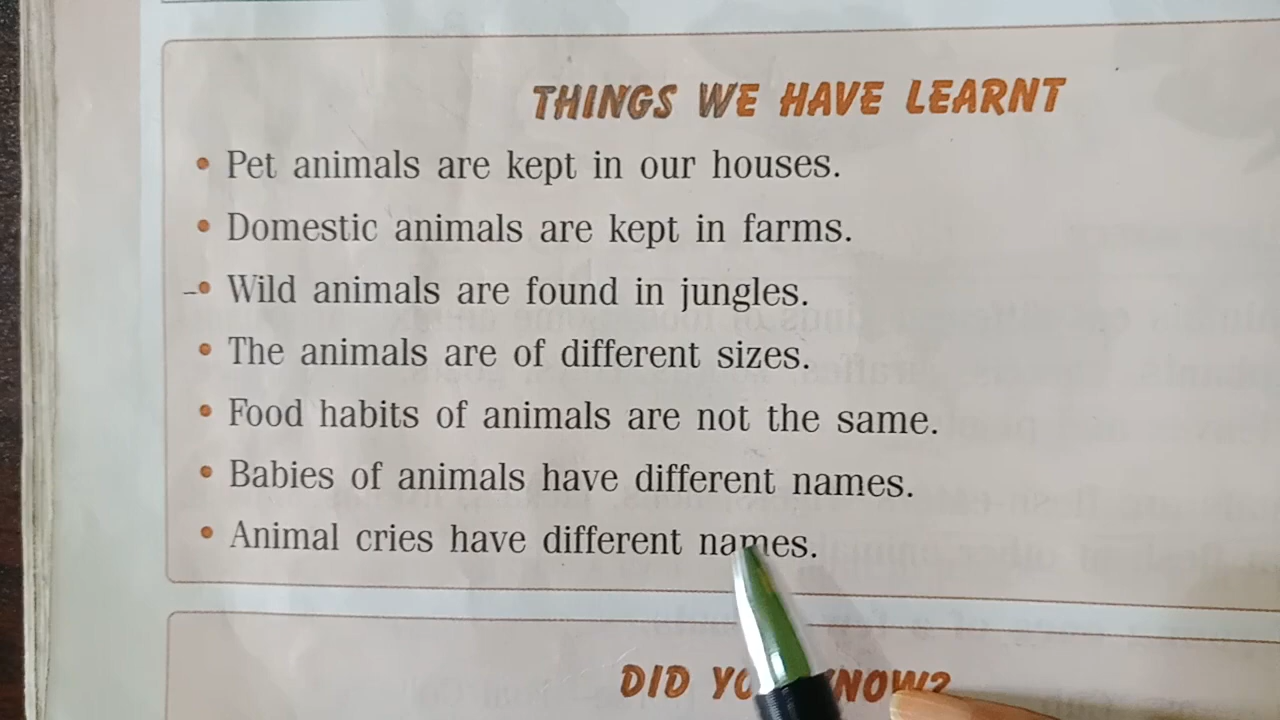 THINGS WE HAVE LEARNT
• Pet animals are kept in our houses.
• Domestic animals are kept in farms.
• Wild animals are found in jungles.
• The animals are of different sizes.
• Food habits of animals are not the same.
• Babies of animals have different names.
• Animal cries have different names.
DID YOU KNOW?